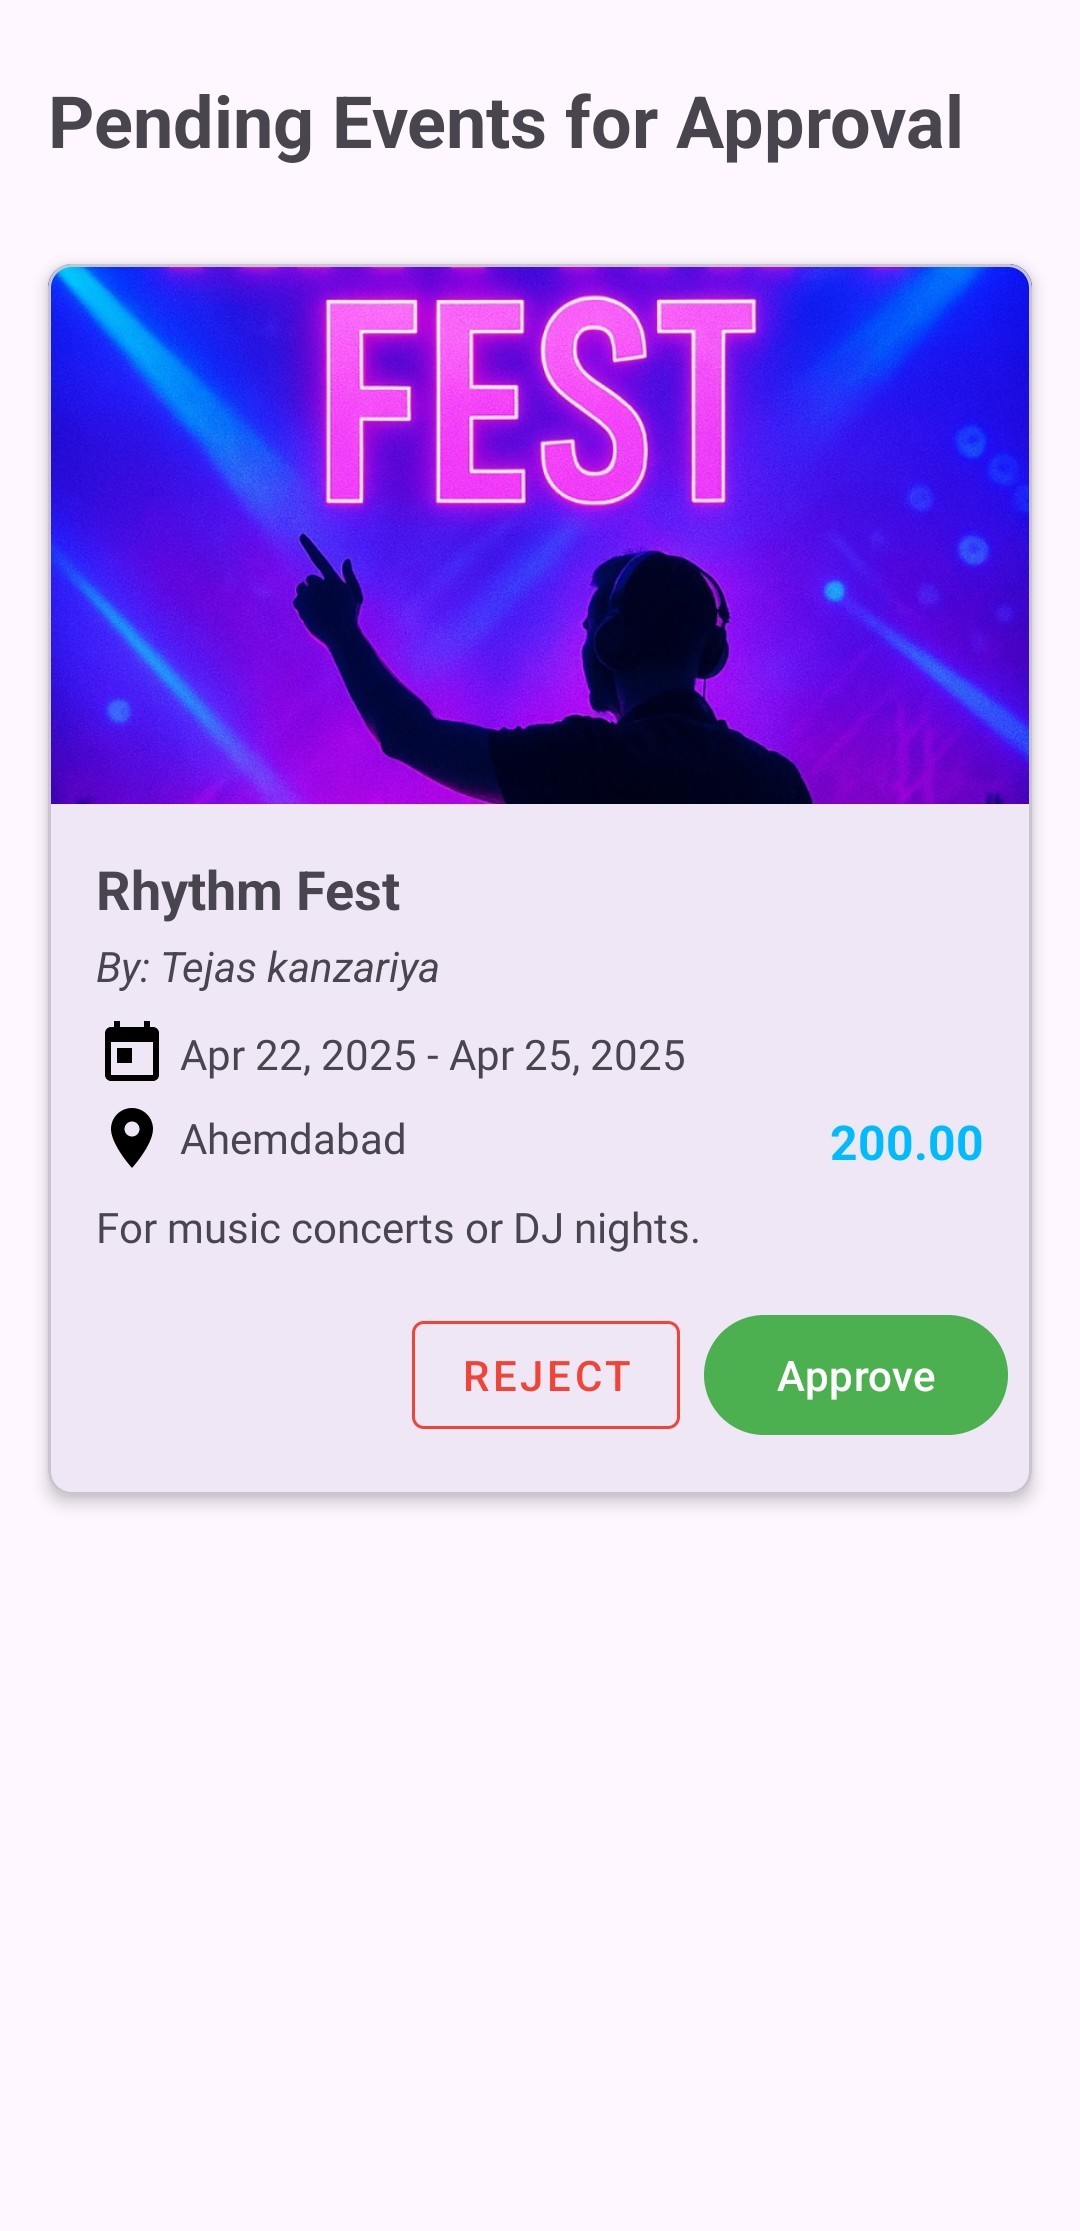 Pending Events for Approval
FEST
Rhythm Fest
By: Tejas kanzariya
Apr 22, 2025 - Apr 25, 2025
Ahemdabad
200.00
For music concerts or DJ nights.
REJECT
Approve